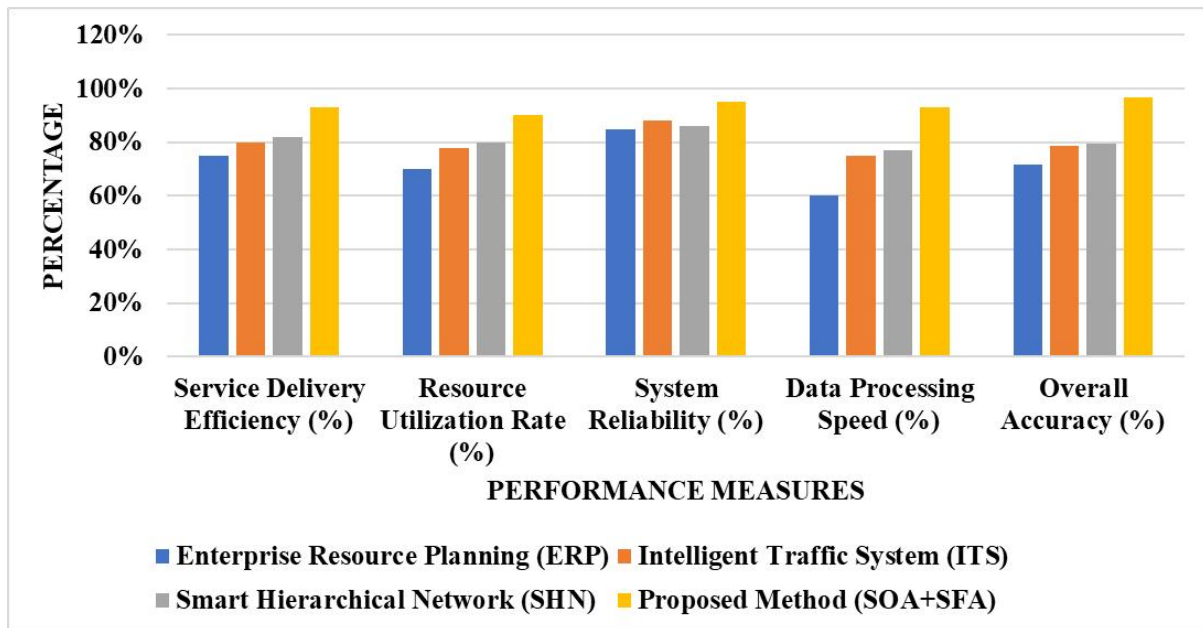 120%
100%
80%
60%
40%
20%
0%
PERCENTAGE
Service Delivery
Efficiency (%)
Resource
Utilization Rate
(%)
System
Reliability (%)
Data Processing
Speed (%)
Overall
Accuracy (%)
PERFORMANCE MEASURES
Enterprise Resource Planning (ERP)
Intelligent Traffic System (ITS)
Smart Hierarchical Network (SHN)
Proposed Method (SOA+SFA)